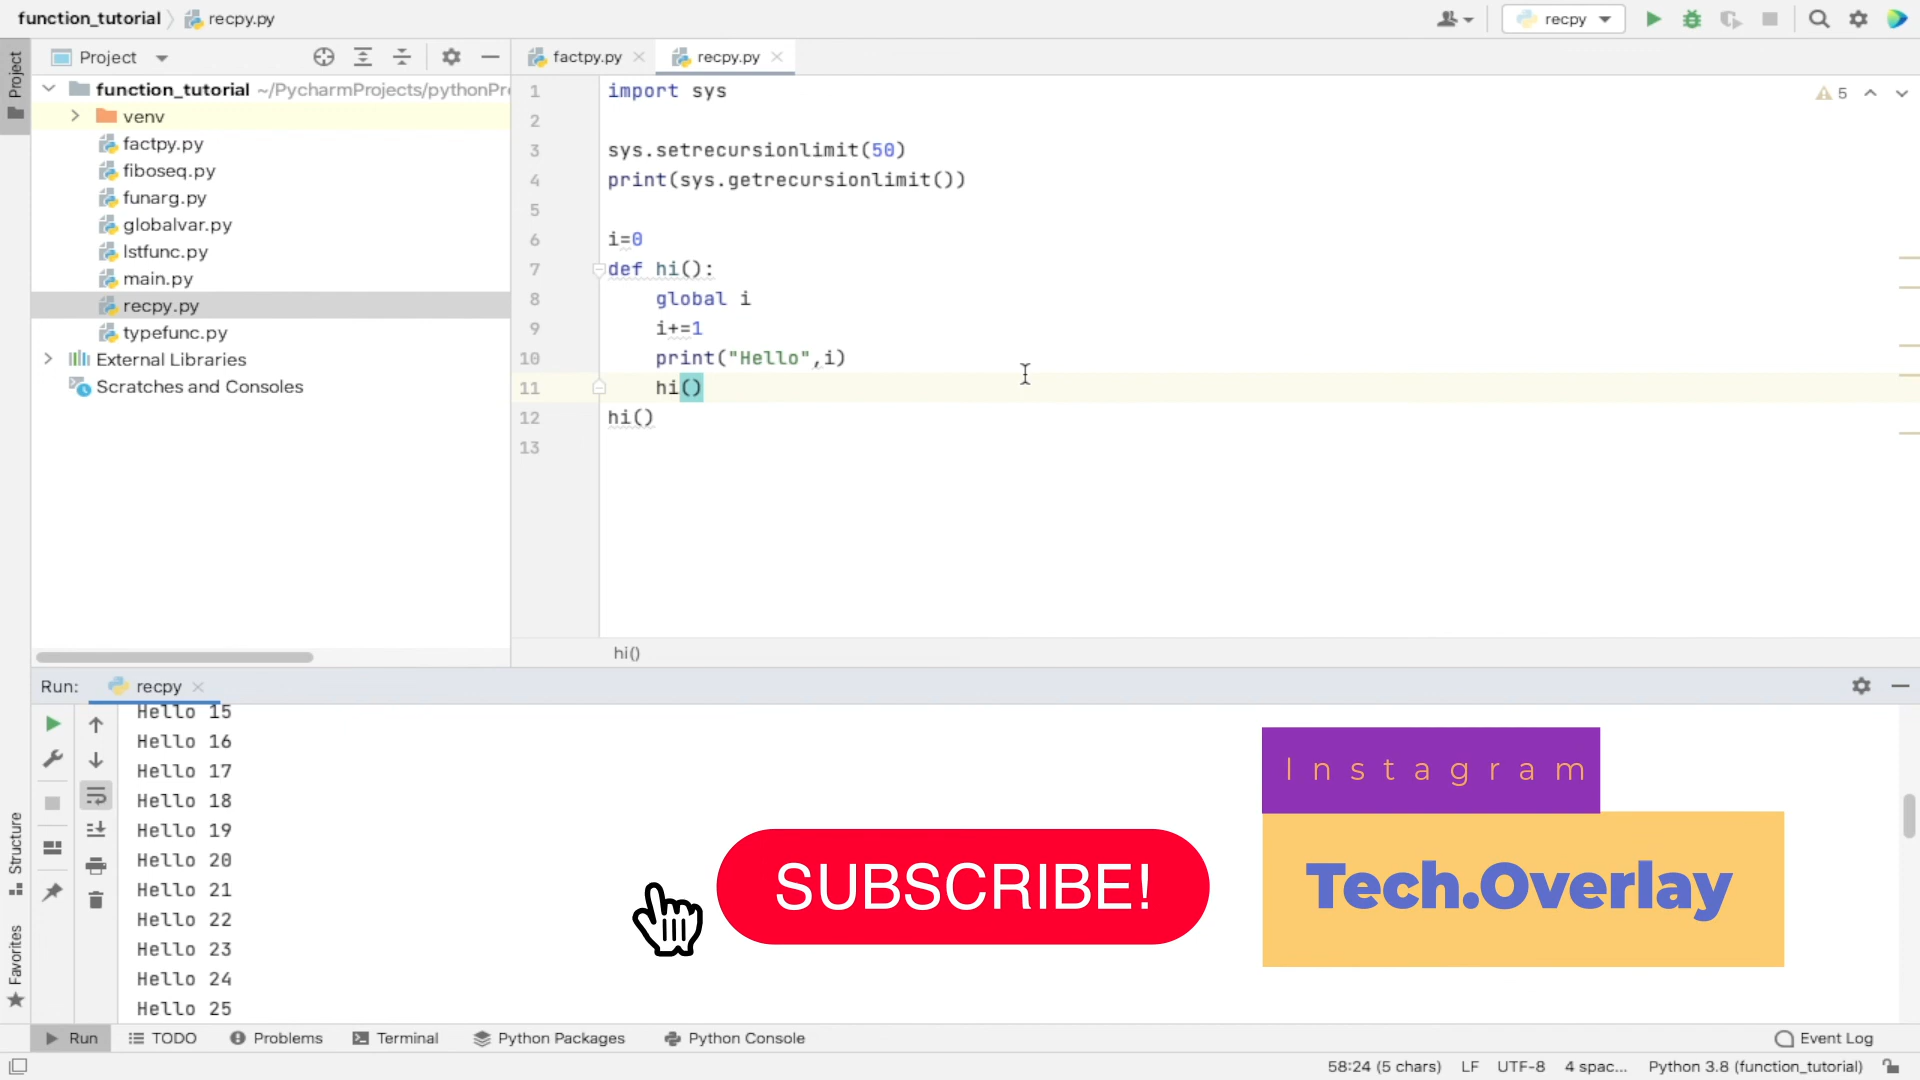 function_tutorial recpy.py
recpy
Project
factpy.py
recpy.py
Project
function_tutorial ~/PycharmProjects/pythonPr
venv
factpy.py
fiboseq.py
funarg.py
globalvar.py
lstfunc.py
main.py
recpy.py
typefunc.py
External Libraries
Scratches and Consoles
5
1 import sys
2
3 sys.setrecursionlimit(50)
4 print(sys.getrecursionlimit())
5
6 i=0
7 def hi():
8 global i
9 i+=1
10 print("Hello",i)
11 hi()
12 hi()
13
hi()
Run: recpy
Hello 15
Hello 16
Hello 17
Hello 18
Hello 19
Hello 20
Hello 21
Hello 22
Hello 23
Hello 24
Hello 25
Instagram
Tech.Overlay
SUBSCRIBE!
Structure
Favorites
Run TODO Problems Terminal Python Packages Python Console Event Log
58:24 (5 chars) LF UTF-8 4 spac... Python 3.8 (function_tutorial)